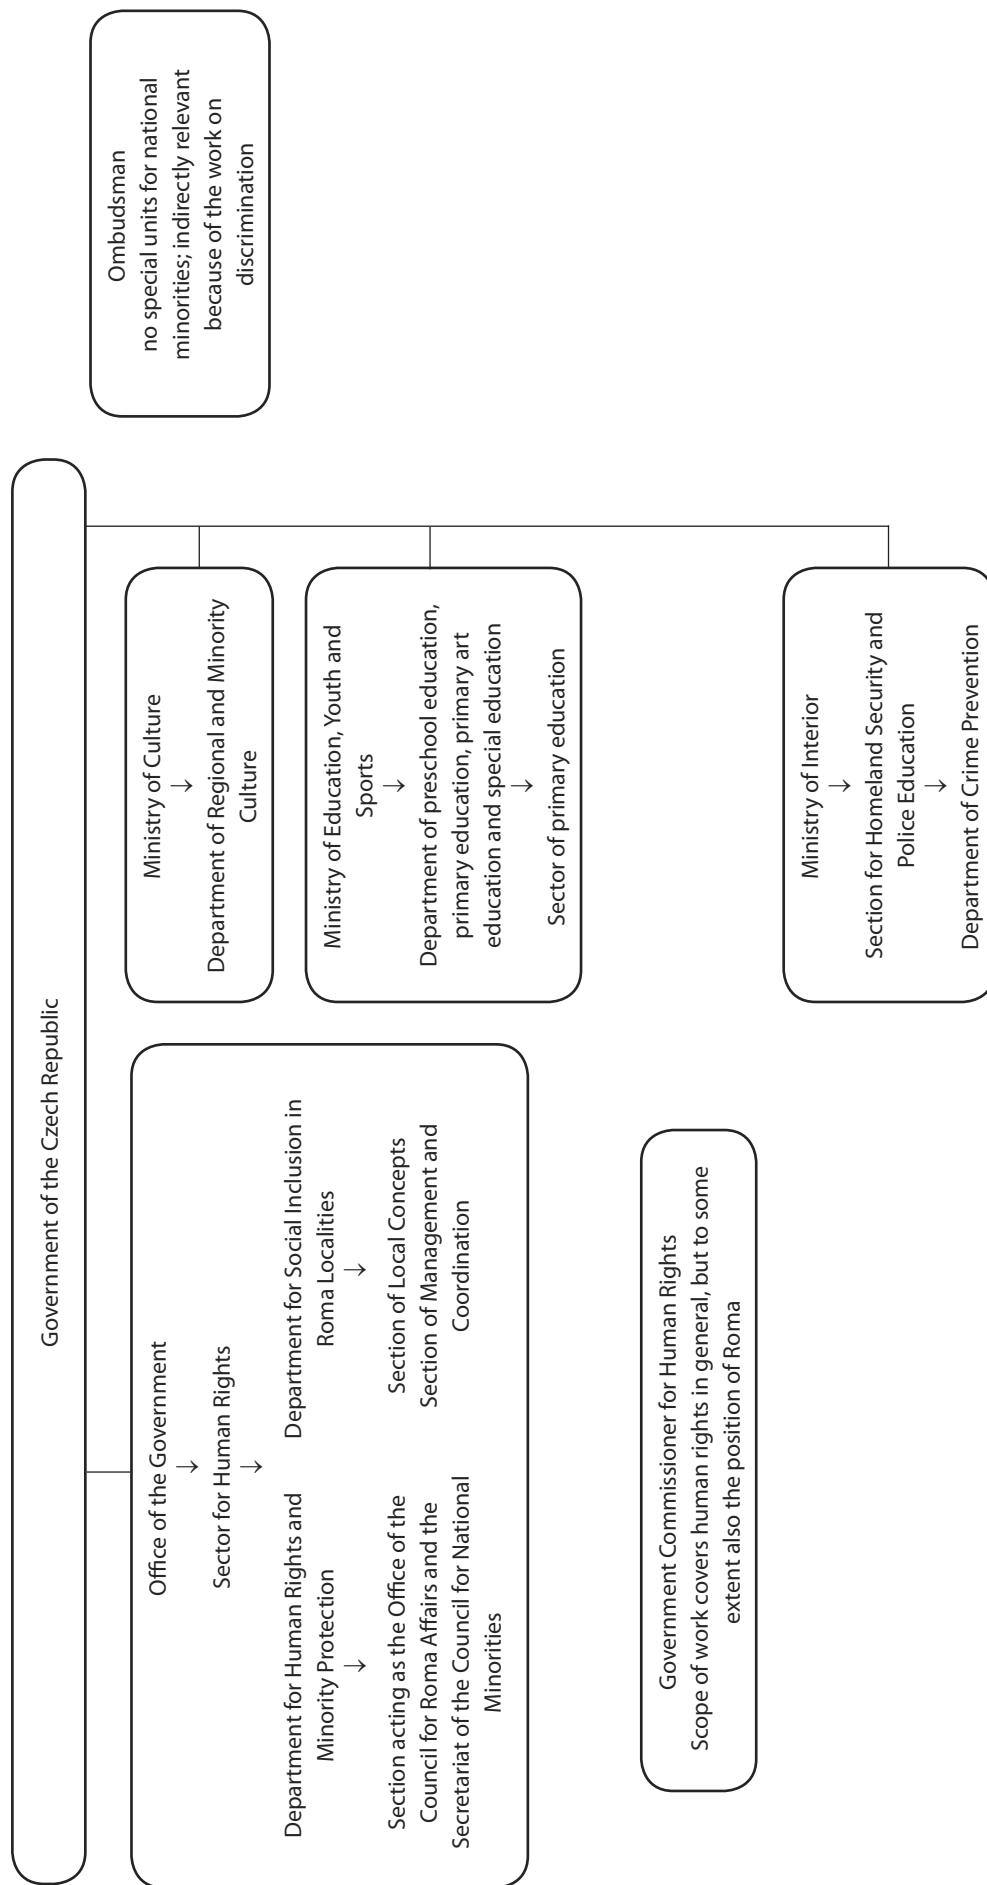 Government of the Czech Republic
Office of the Government
↓
Sector for Human Rights
↓
Department for Human Rights and
Minority Protection
↓
Section acting as the Office of the
Council for Roma Affairs and the
Secretariat of the Council for National
Minorities
Department for Social Inclusion in
Roma Localities
↓
Section of Local Concepts
Section of Management and
Coordination
Government Commissioner for Human Rights
Scope of work covers human rights in general, but to some
extent also the position of Roma
Ministry of Culture
↓
Department of Regional and Minority
Culture
Ministry of Education, Youth and
Sports
↓
Department of preschool education,
primary education, primary art
education and special education
↓
Sector of primary education
Ministry of Interior
↓
Section for Homeland Security and
Police Education
↓
Department of Crime Prevention
Ombudsman
no special units for national
minorities; indirectly relevant
because of the work on
discrimination